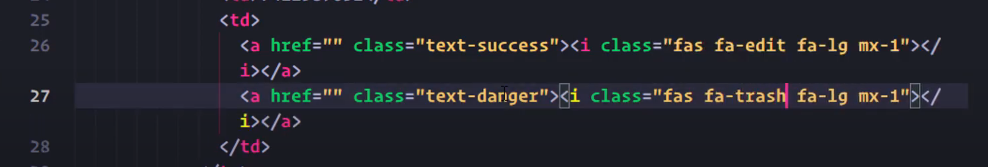 25 <td>
26 <a href="" class="text-success"><i class="fas fa-edit fa-lg mx-1"></
i></a>
27 <a href="" class="text-danger"><i class="fas fa-trash fa-lg mx-1"></
i></a>
28 </td>